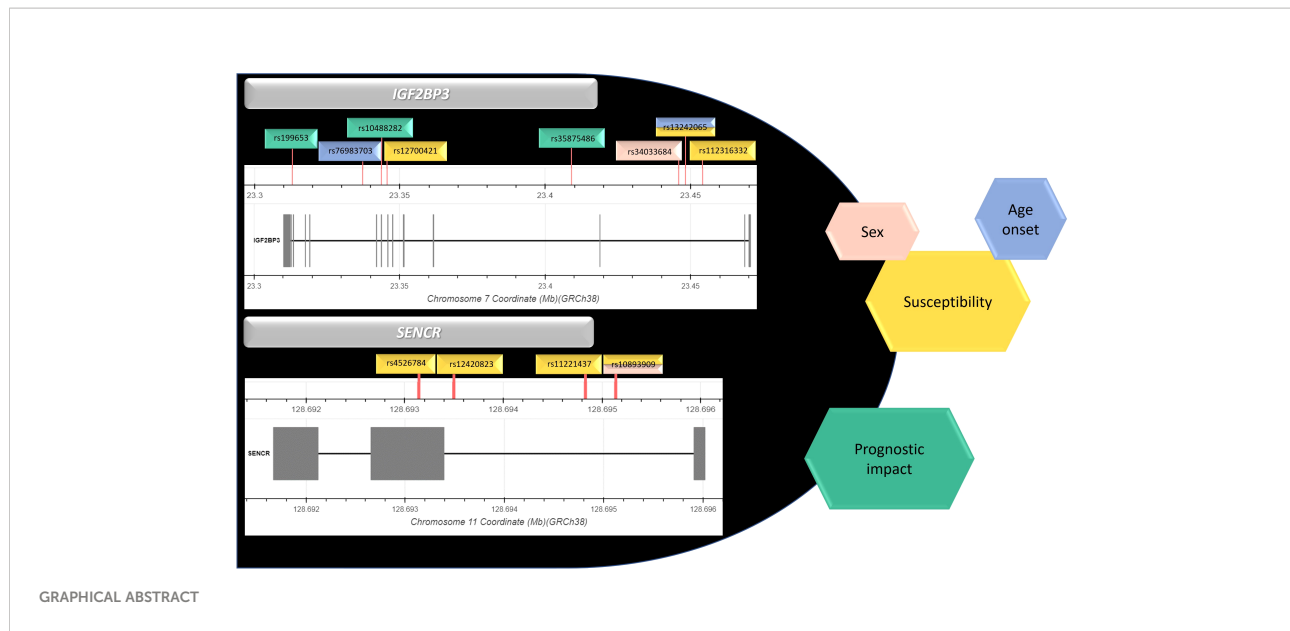 IGF2BP3
rs10488282
rs13242065
rs199653
rs35875486
rs76983703
rs12700421
rs34033684
rs112316332
23.3 23.35 23.4 23.45
IGF2BP3
23.3 23.35 23.4 23.45
Chromosome 7 Coordinate (Mb)(GRCh38)
SENCR
rs4526784 rs12420823 rs11221437 rs10893909
128.692 128.693 128.694 128.695 128.696
SENCR
128.692 128.693 128.694 128.695 128.696
Chromosome 11 Coordinate (Mb)(GRCh38)
Sex
Age
onset
Susceptibility
Prognostic
impact
GRAPHICAL ABSTRACT